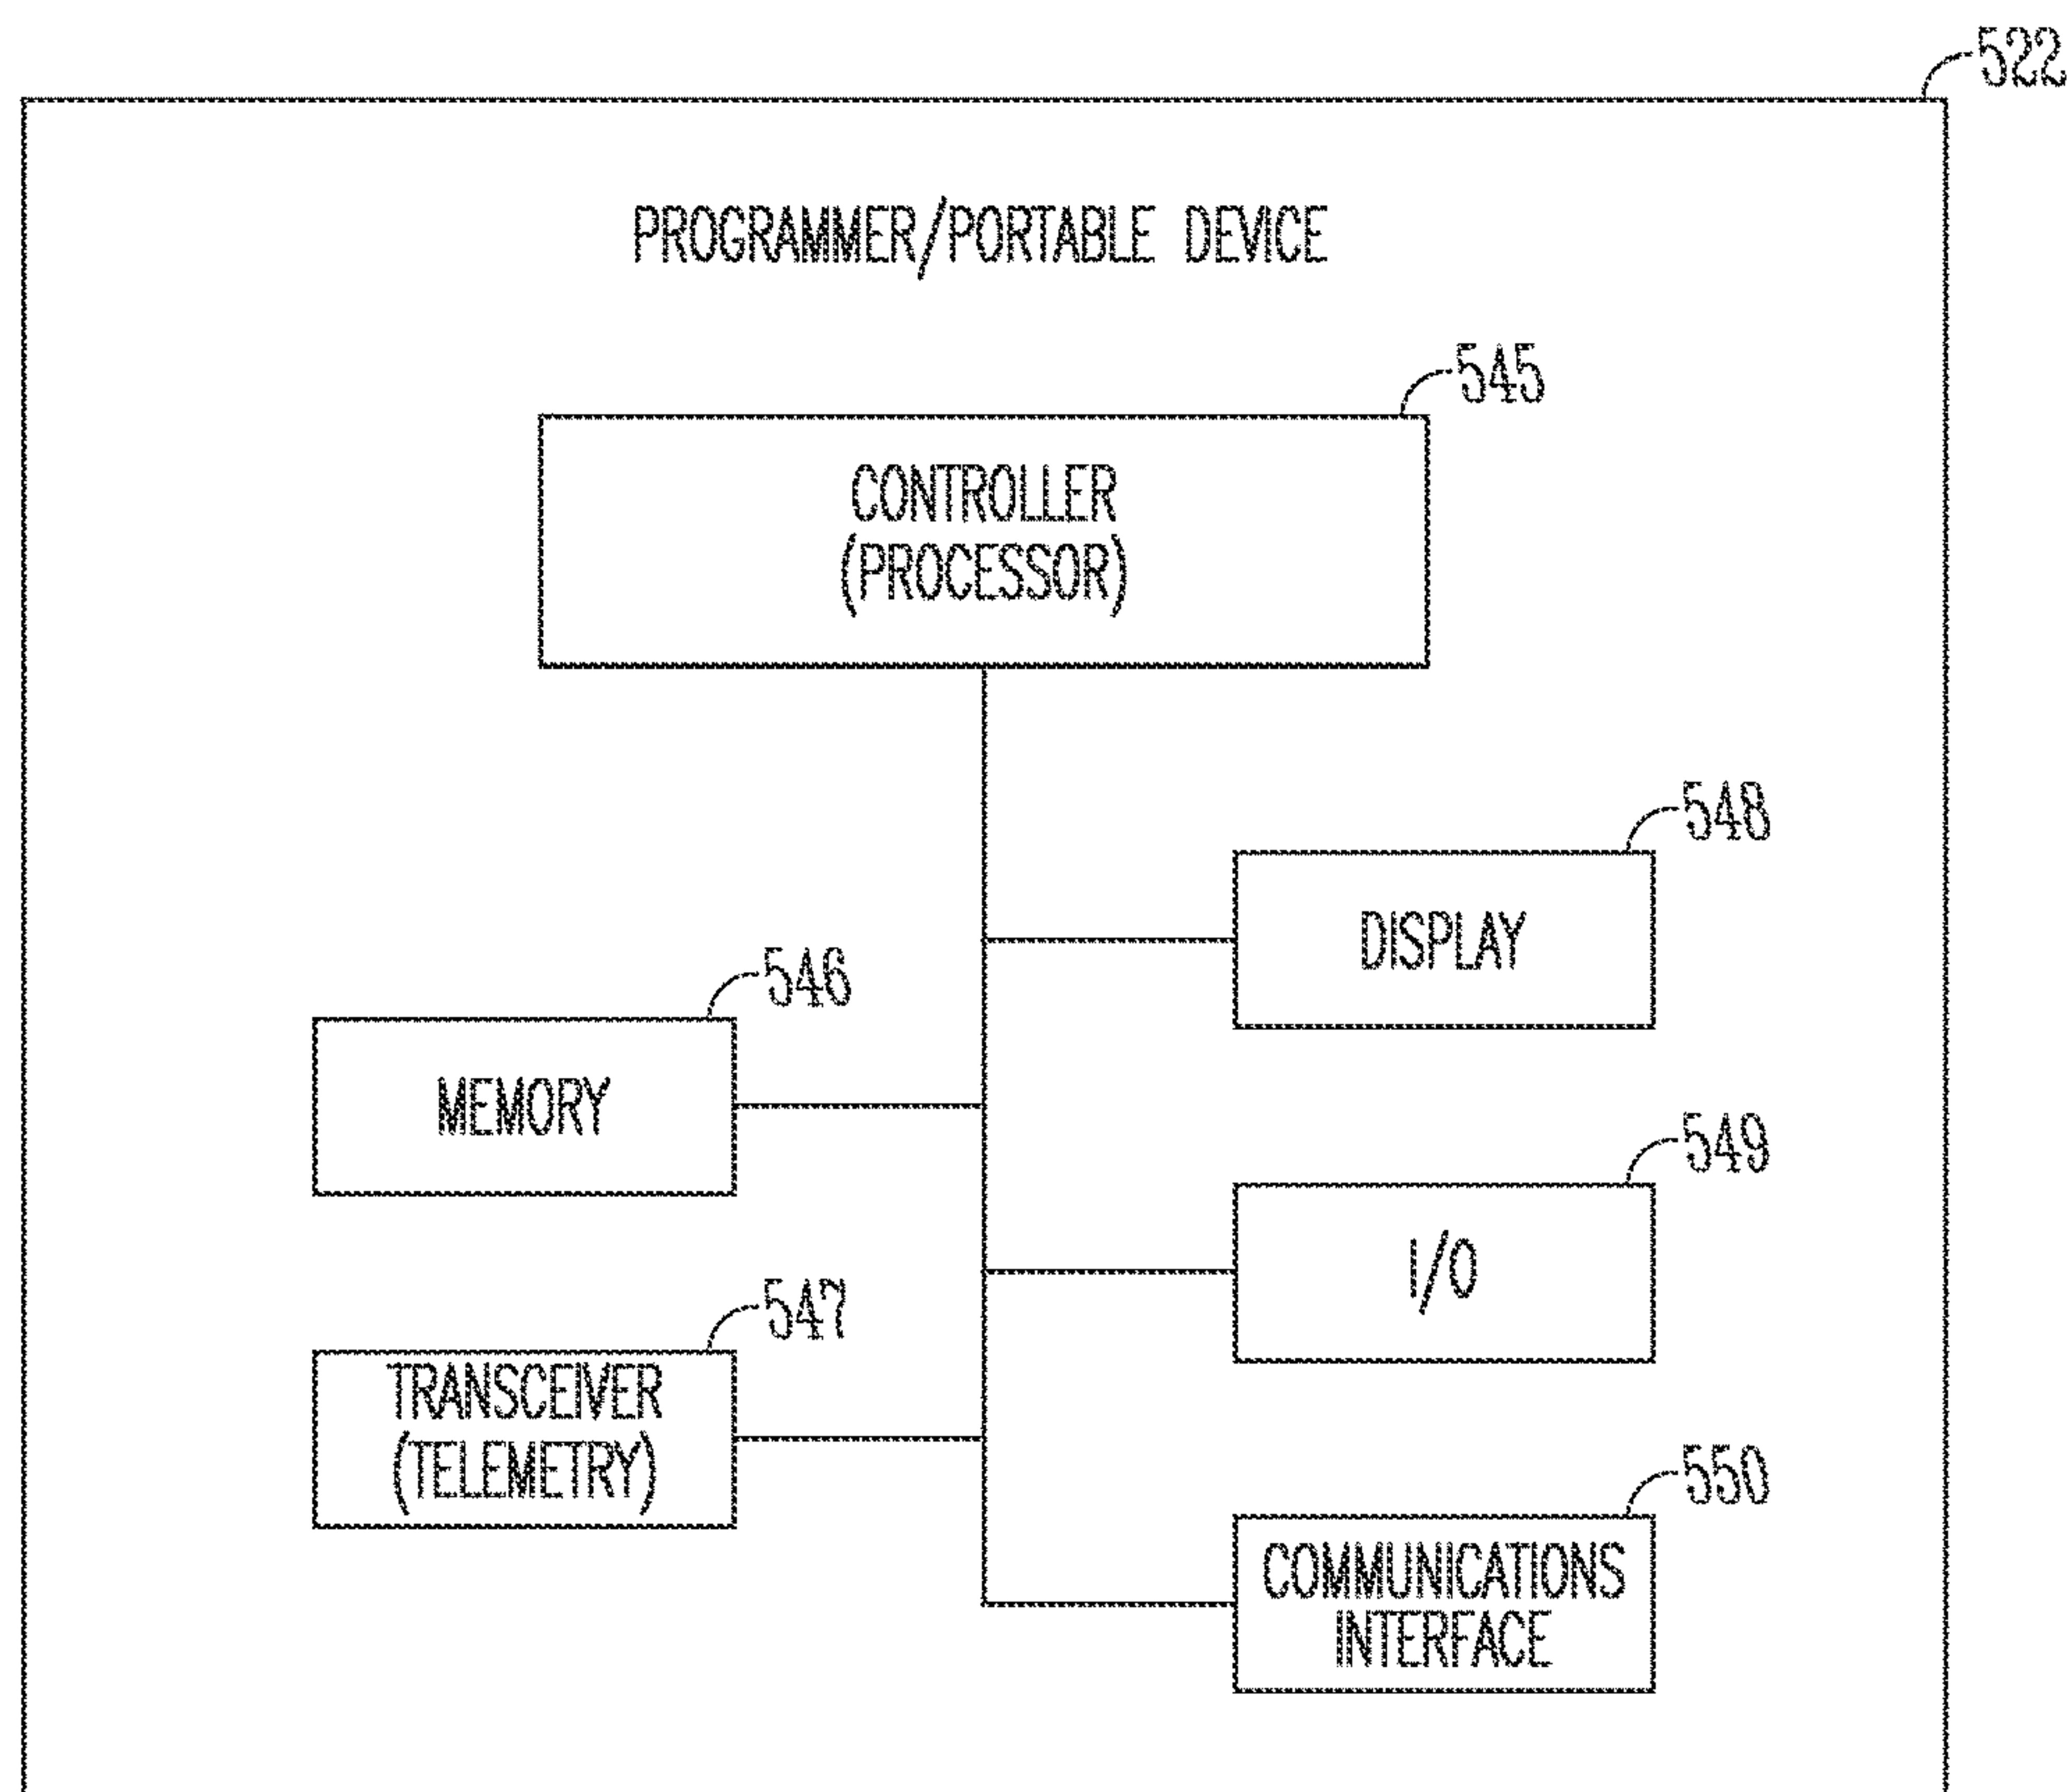 522
PROGRAMMER/PORTABLE DEVICE
545
CONTROLLER
(PROCESSOR)
548
DISPLAY
546
MEMORY
549
I/O
547
TRANSCEIVER
(TELEMETRY)
550
COMMUNICATIONS
INTERFACE